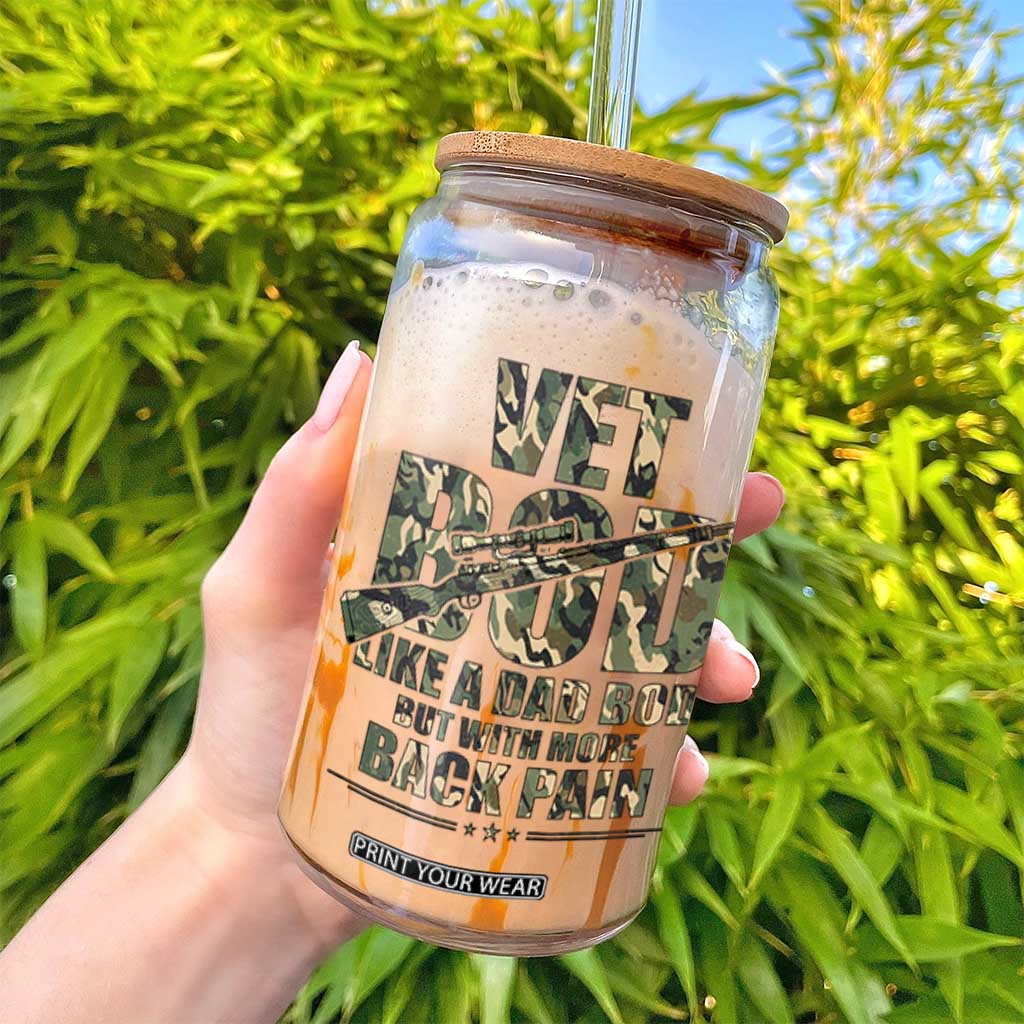 VET
BOD
LIKE A DAD BOD
BUT WITH MORE
BACK PAIN
PRINT YOUR WEAR